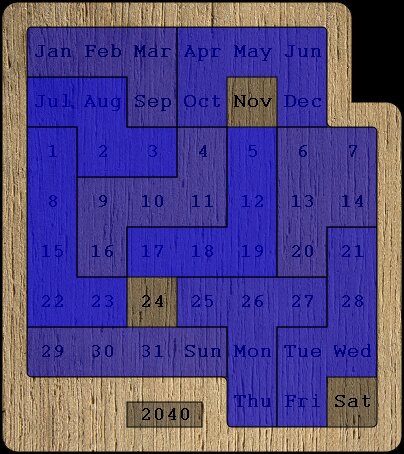 Jan Feb Mar Apr May Jun
Jul Aug Sep Oct Nov Dec
1 2 3 4 5 6 7
8 9 10 11 12 13 14
15 16 17 18 19 20 21
22 23 24 25 26 27 28
29 30 31 Sun Mon Tue Wed
Thu Fri Sat
2040